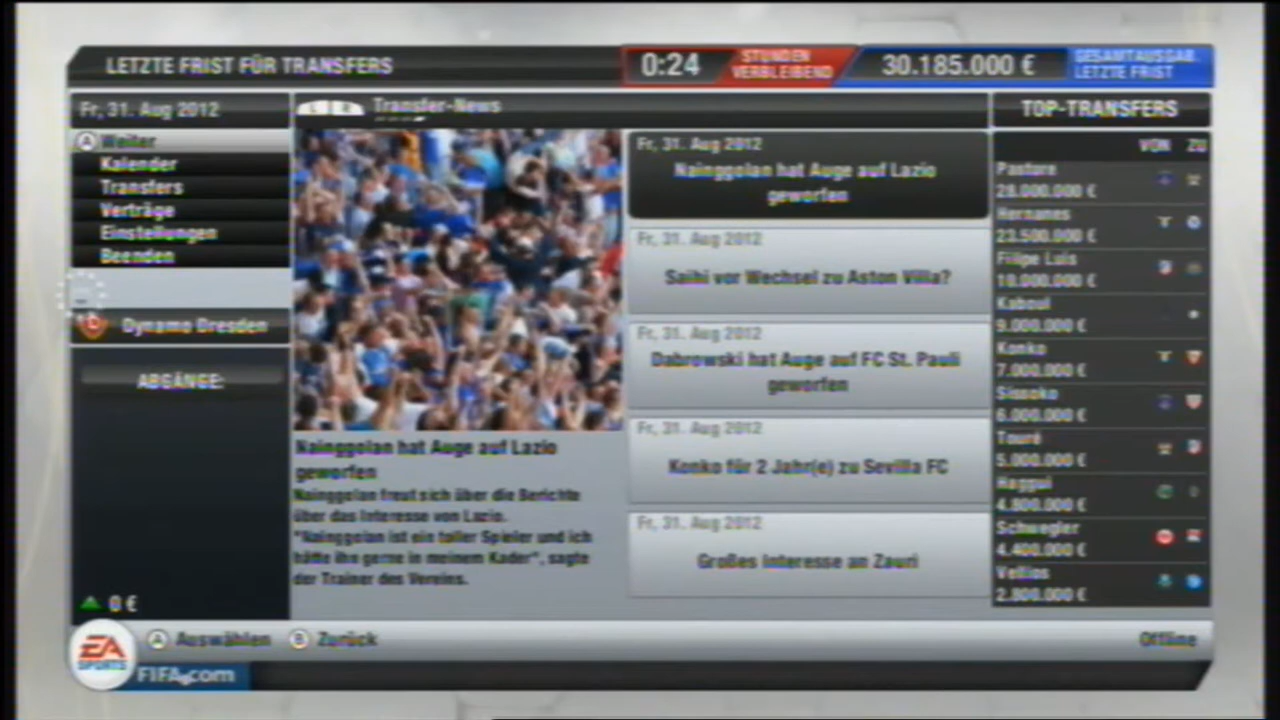 LETZTE FRIST FÜR TRANSFERS
0:24
STUNDEN
VERBLEIBEND
30.185.000 €
GESAMTAUSGAB.
LETZTE FRIST
Fr, 31. Aug 2012
A Weiter
Kalender
Transfers
Verträge
Einstellungen
Beenden
Dynamo Dresden
ABGÄNGE:
0 €
Transfer-News
Nainggolan hat Auge auf Lazio
geworfen
Nainggolan freut sich über die Berichte
über das Interesse von Lazio.
"Nainggolan ist ein toller Spieler und ich
hätte ihn gerne in meinem Kader", sagte
der Trainer des Vereins.
Fr, 31. Aug 2012
Nainggolan hat Auge auf Lazio
geworfen
Fr, 31. Aug 2012
Saihi vor Wechsel zu Aston Villa?
Fr, 31. Aug 2012
Dabrowski hat Auge auf FC St. Pauli
geworfen
Fr, 31. Aug 2012
Konko für 2 Jahr(e) zu Sevilla FC
Fr, 31. Aug 2012
Großes Interesse an Zauri
TOP-TRANSFERS
VON ZU
Pastore
28.000.000 €
Hernanes
23.500.000 €
Filipe Luis
10.000.000 €
Kaboul
9.000.000 €
Konko
7.000.000 €
Sissoko
6.000.000 €
Touré
5.000.000 €
Haggui
4.800.000 €
Schwegler
4.400.000 €
Vellios
2.800.000 €
A Auswählen B Zurück
Offline
EA
SPORTS
FIFA.com